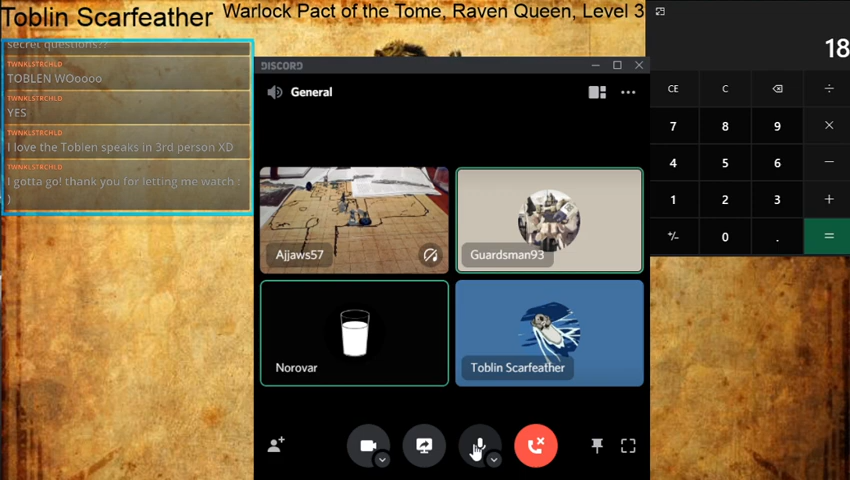 Toblin Scarfeather
Warlock Pact of the Tome, Raven Queen, Level 3
secret questions??
TWNKLSTRCHLD
TOBLEN WOoooo
TWNKLSTRCHLD
YES
TWNKLSTRCHLD
I love the Toblen speaks in 3rd person XD
TWNKLSTRCHLD
I gotta go! thank you for letting me watch :
)
DISCORD
General
Ajjaws57
Guardsman93
Norovar
Toblin Scarfeather
18
CE C ÷
7 8 9 ×
4 5 6 −
1 2 3 +
+/- 0 . =